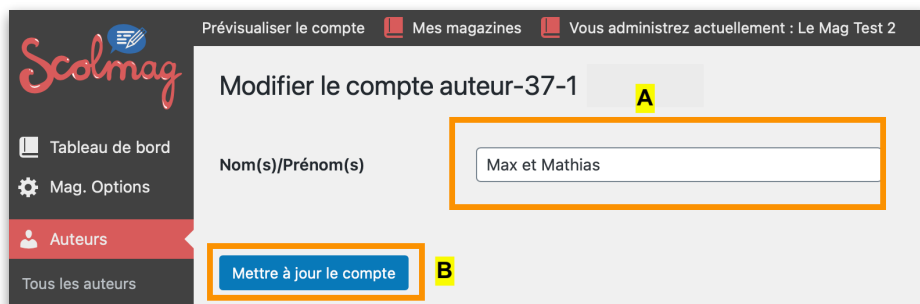 Prévisualiser le compte Mes magazines Vous administrez actuellement : Le Mag Test 2
Scolmag
Modifier le compte auteur-37-1
A
Tableau de bord
Nom(s)/Prénom(s) Max et Mathias
Mag. Options
Auteurs
Mettre à jour le compte B
Tous les auteurs